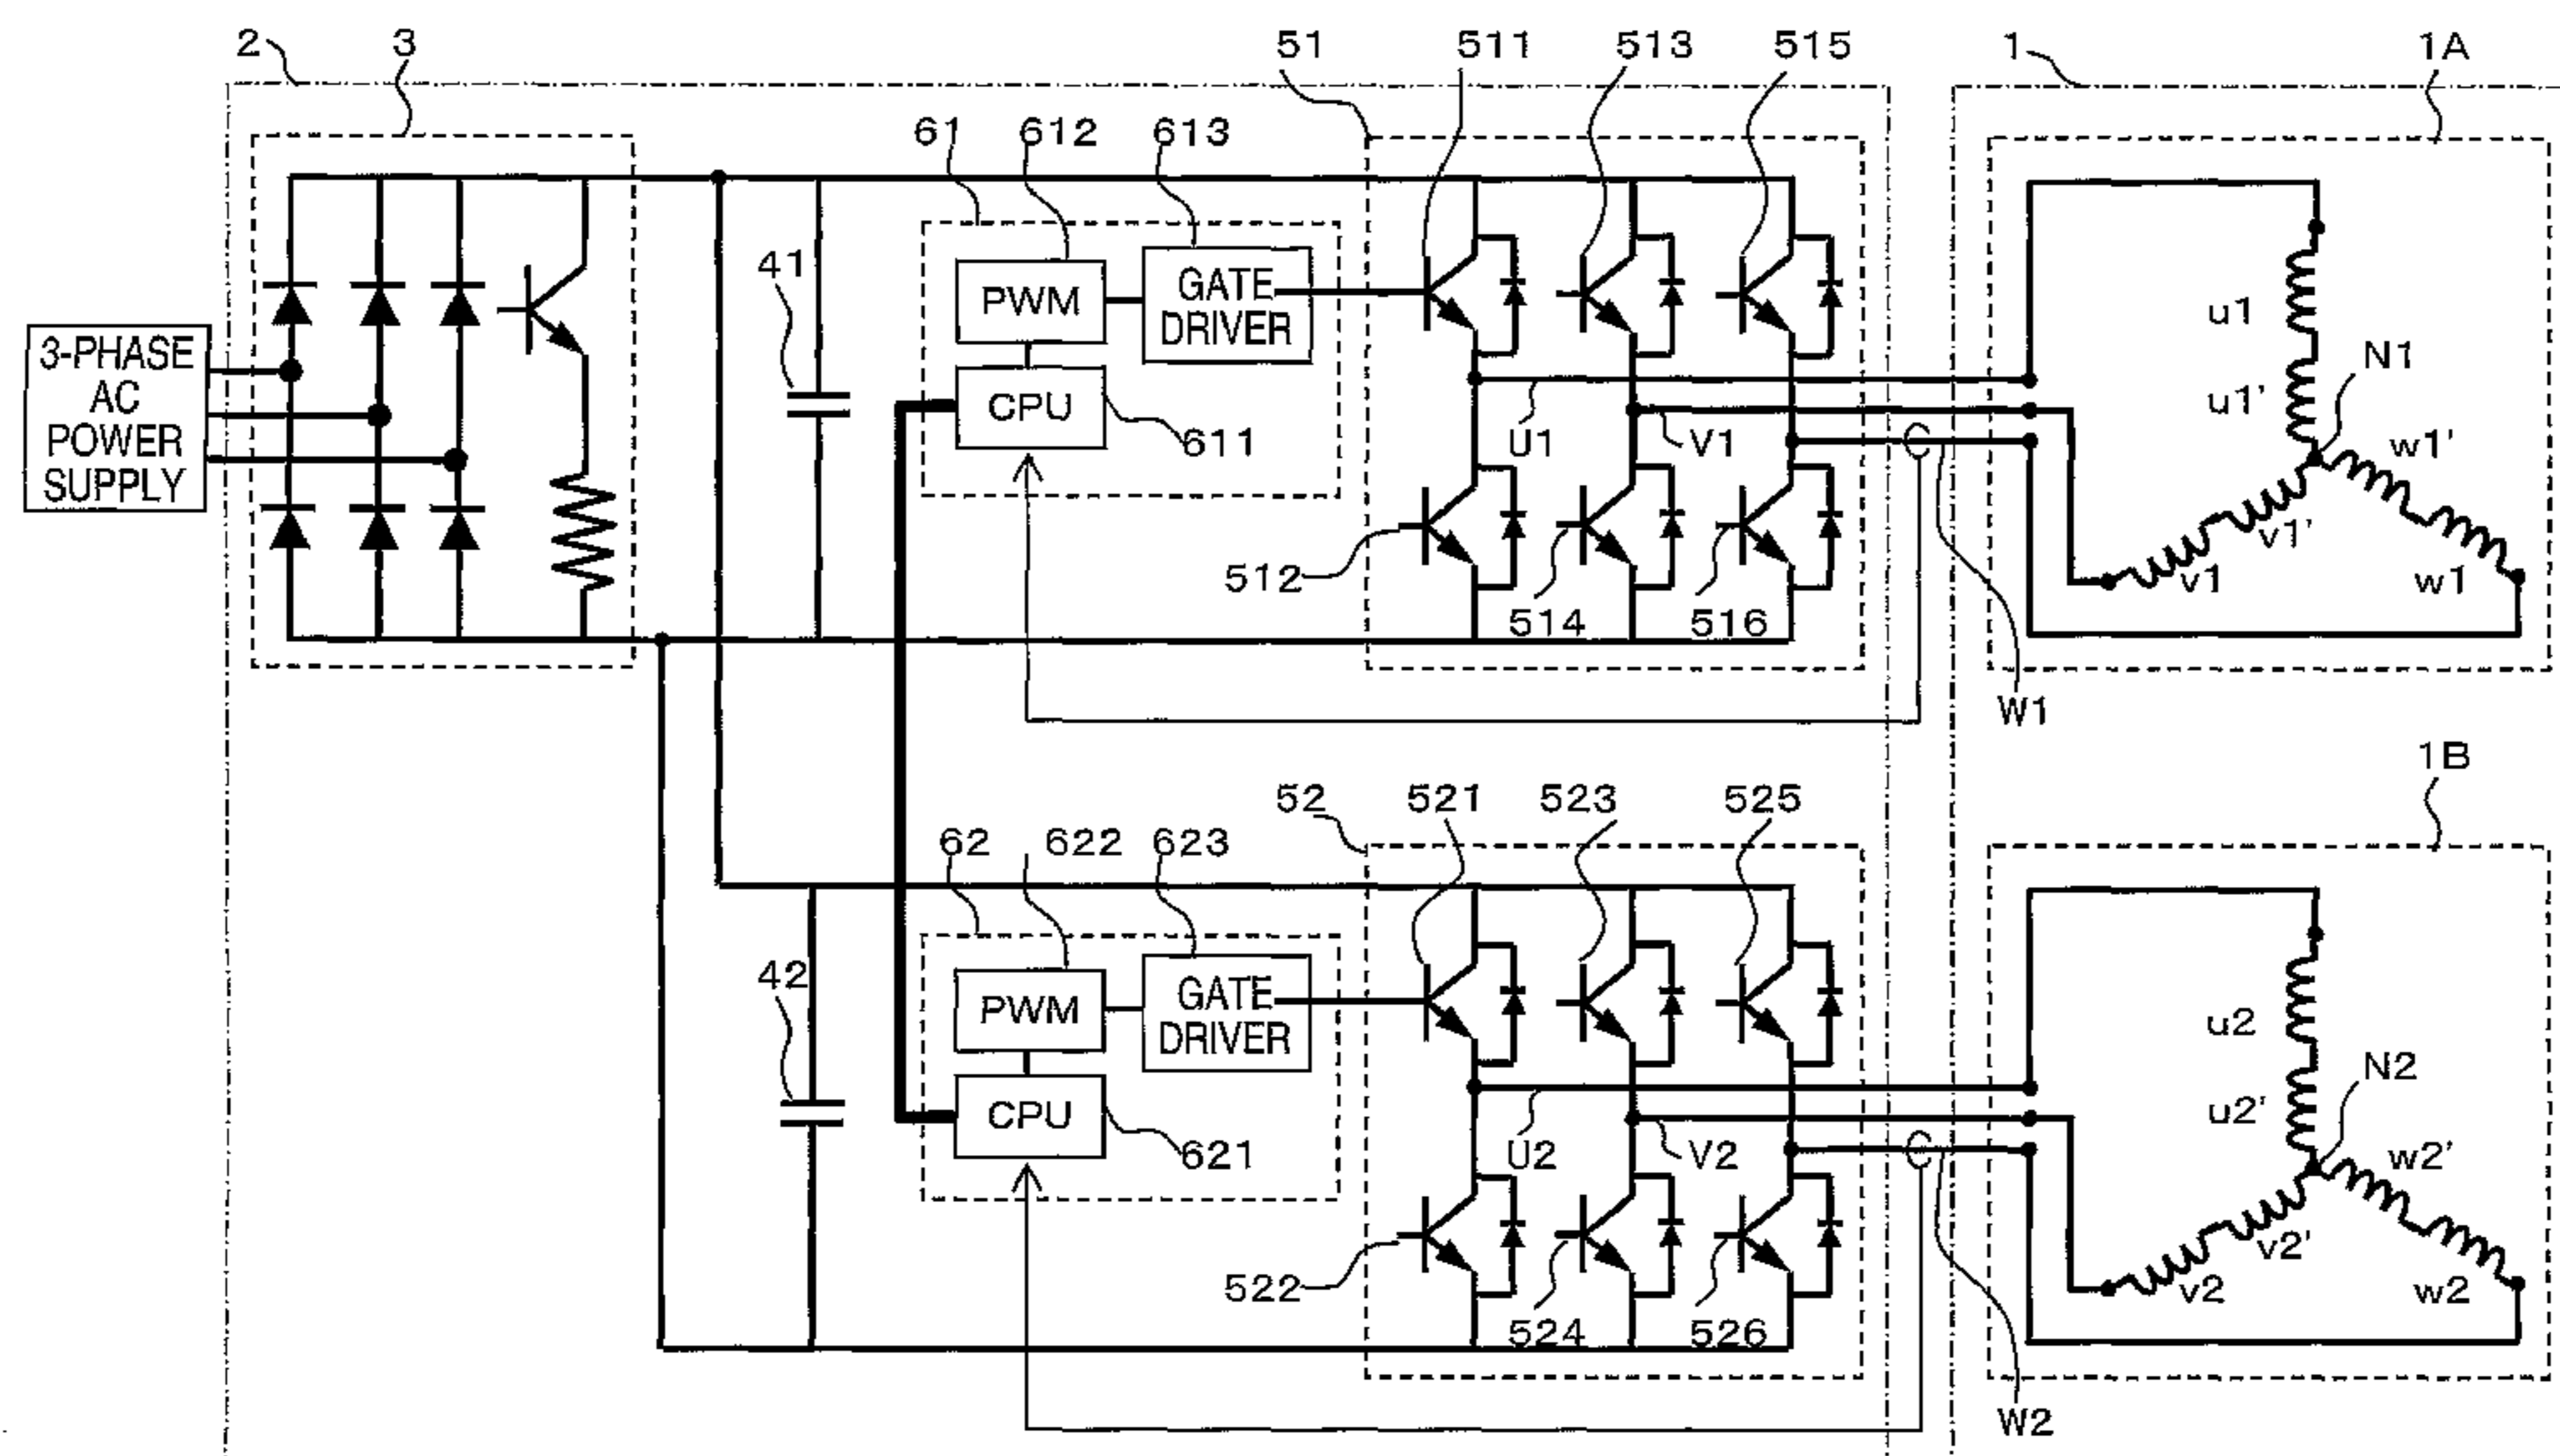 2
3
51
511
513
515
1
1A
61
612
613
41
3-PHASE
AC
POWER
SUPPLY
PWM
GATE
DRIVER
CPU
611
U1
V1
512
514
516
u1
u1'
N1
w1'
v1'
v1
w1
W1
1B
52
521
523
525
62
622
623
42
PWM
GATE
DRIVER
CPU
621
U2
V2
522
524
526
u2
u2'
N2
w2'
v2'
v2
w2
W2